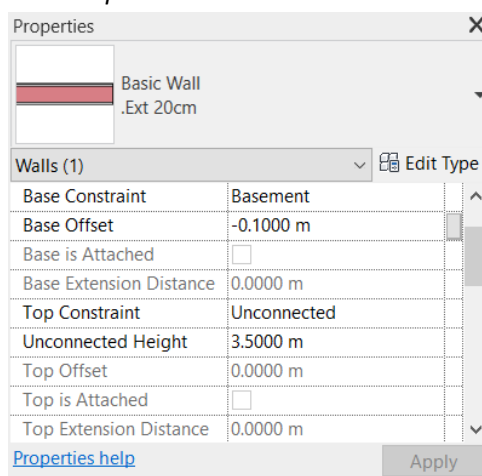 Properties
Basic Wall
.Ext 20cm
Walls (1) Edit Type
Base Constraint Basement
Base Offset -0.1000 m
Base is Attached
Base Extension Distance 0.0000 m
Top Constraint Unconnected
Unconnected Height 3.5000 m
Top Offset 0.0000 m
Top is Attached
Top Extension Distance 0.0000 m
Properties help Apply